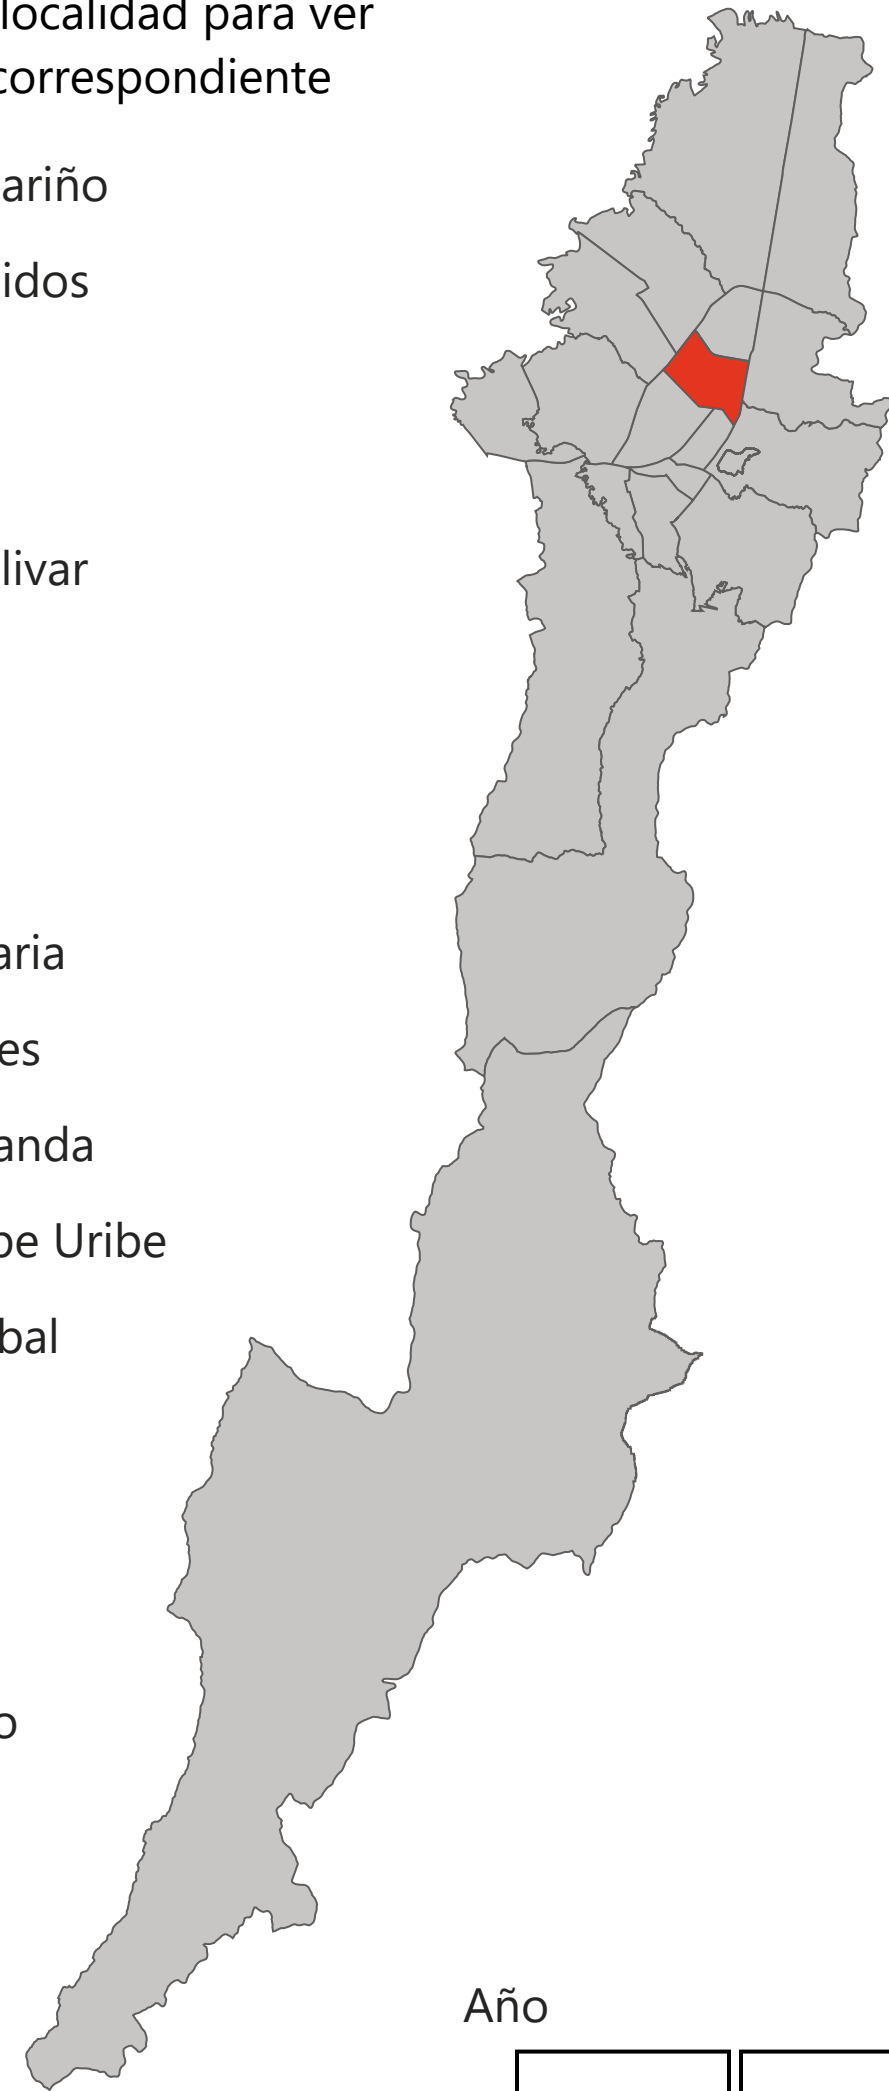 localidad para ver
correspondiente
ariño
idos
livar
aria
es
anda
be Uribe
bal
o
Año